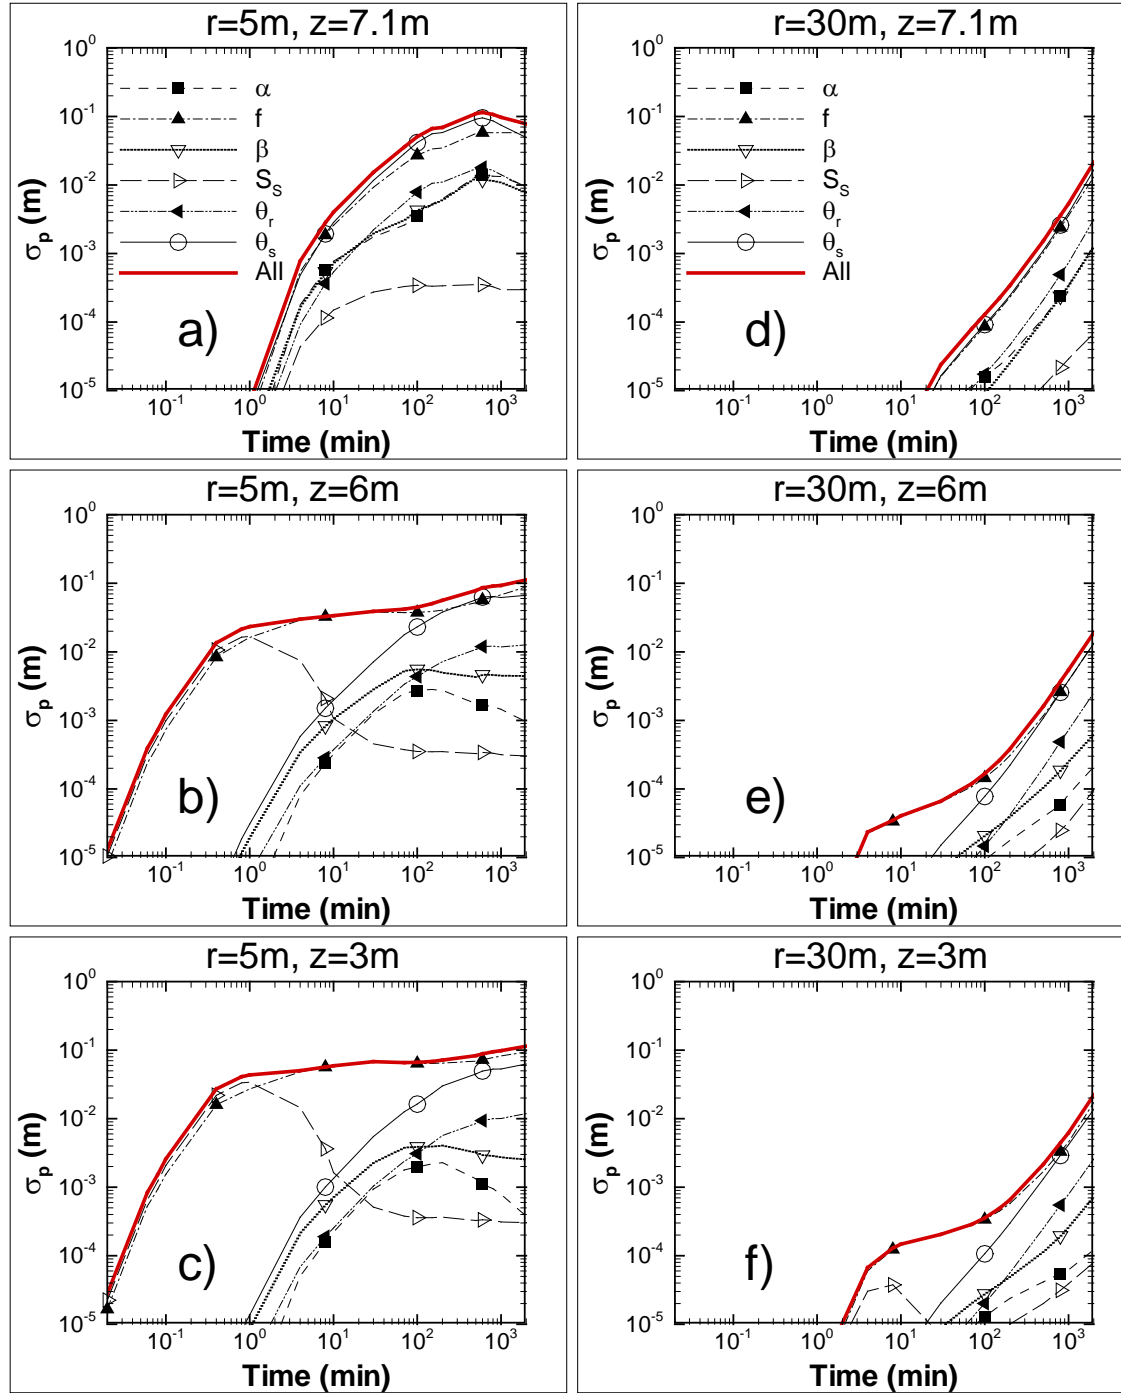 r=5m, z=7.1m
σp (m)
10^0
10^-1
10^-2
10^-3
10^-4
10^-5
α
f
β
SS
θr
θs
All
a)
10^-1 10^0 10^1 10^2 10^3
Time (min)
r=30m, z=7.1m
σp (m)
10^0
10^-1
10^-2
10^-3
10^-4
10^-5
α
f
β
SS
θr
θs
All
d)
10^-1 10^0 10^1 10^2 10^3
Time (min)
r=5m, z=6m
σp (m)
10^0
10^-1
10^-2
10^-3
10^-4
10^-5
b)
10^-1 10^0 10^1 10^2 10^3
Time (min)
r=30m, z=6m
σp (m)
10^0
10^-1
10^-2
10^-3
10^-4
10^-5
e)
10^-1 10^0 10^1 10^2 10^3
Time (min)
r=5m, z=3m
σp (m)
10^0
10^-1
10^-2
10^-3
10^-4
10^-5
c)
10^-1 10^0 10^1 10^2 10^3
Time (min)
r=30m, z=3m
σp (m)
10^0
10^-1
10^-2
10^-3
10^-4
10^-5
f)
10^-1 10^0 10^1 10^2 10^3
Time (min)